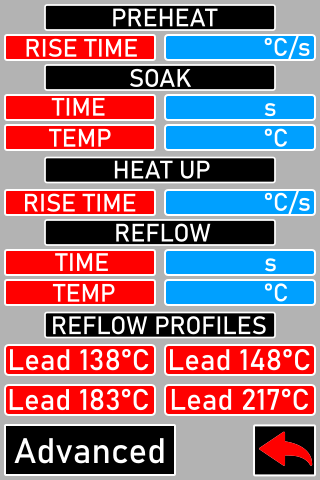 PREHEAT
RISE TIME °C/s
SOAK
TIME s
TEMP °C
HEAT UP
RISE TIME °C/s
REFLOW
TIME s
TEMP °C
REFLOW PROFILES
Lead 138°C Lead 148°C
Lead 183°C Lead 217°C
Advanced